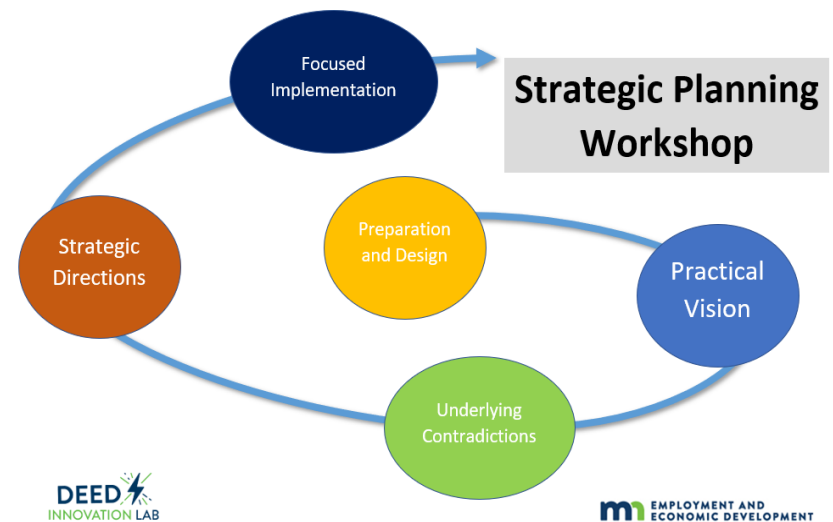 Focused
Implementation
Strategic Planning
Workshop
Strategic
Directions
Preparation
and Design
Practical
Vision
Underlying
Contradictions
DEED
INNOVATION LAB
mn EMPLOYMENT AND
ECONOMIC DEVELOPMENT